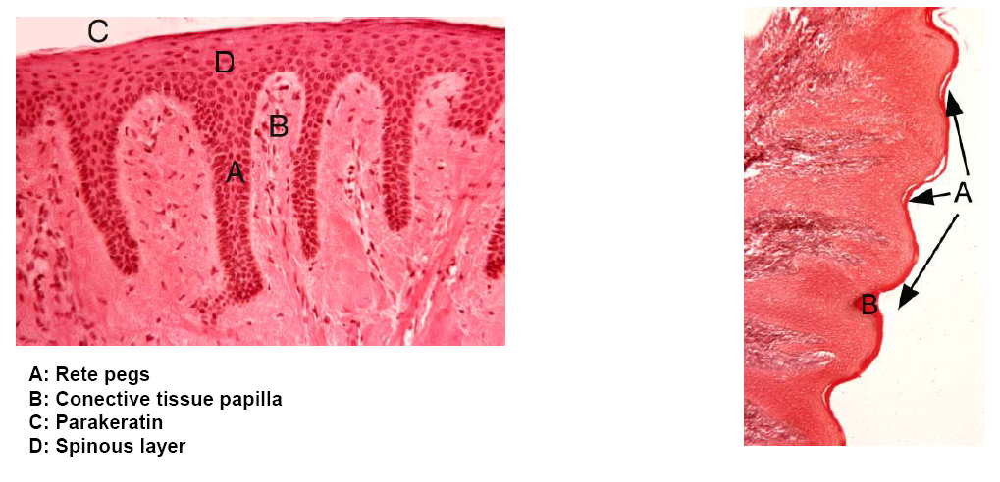 C
D
B
A
A
B
A: Rete pegs
B: Conective tissue papilla
C: Parakeratin
D: Spinous layer